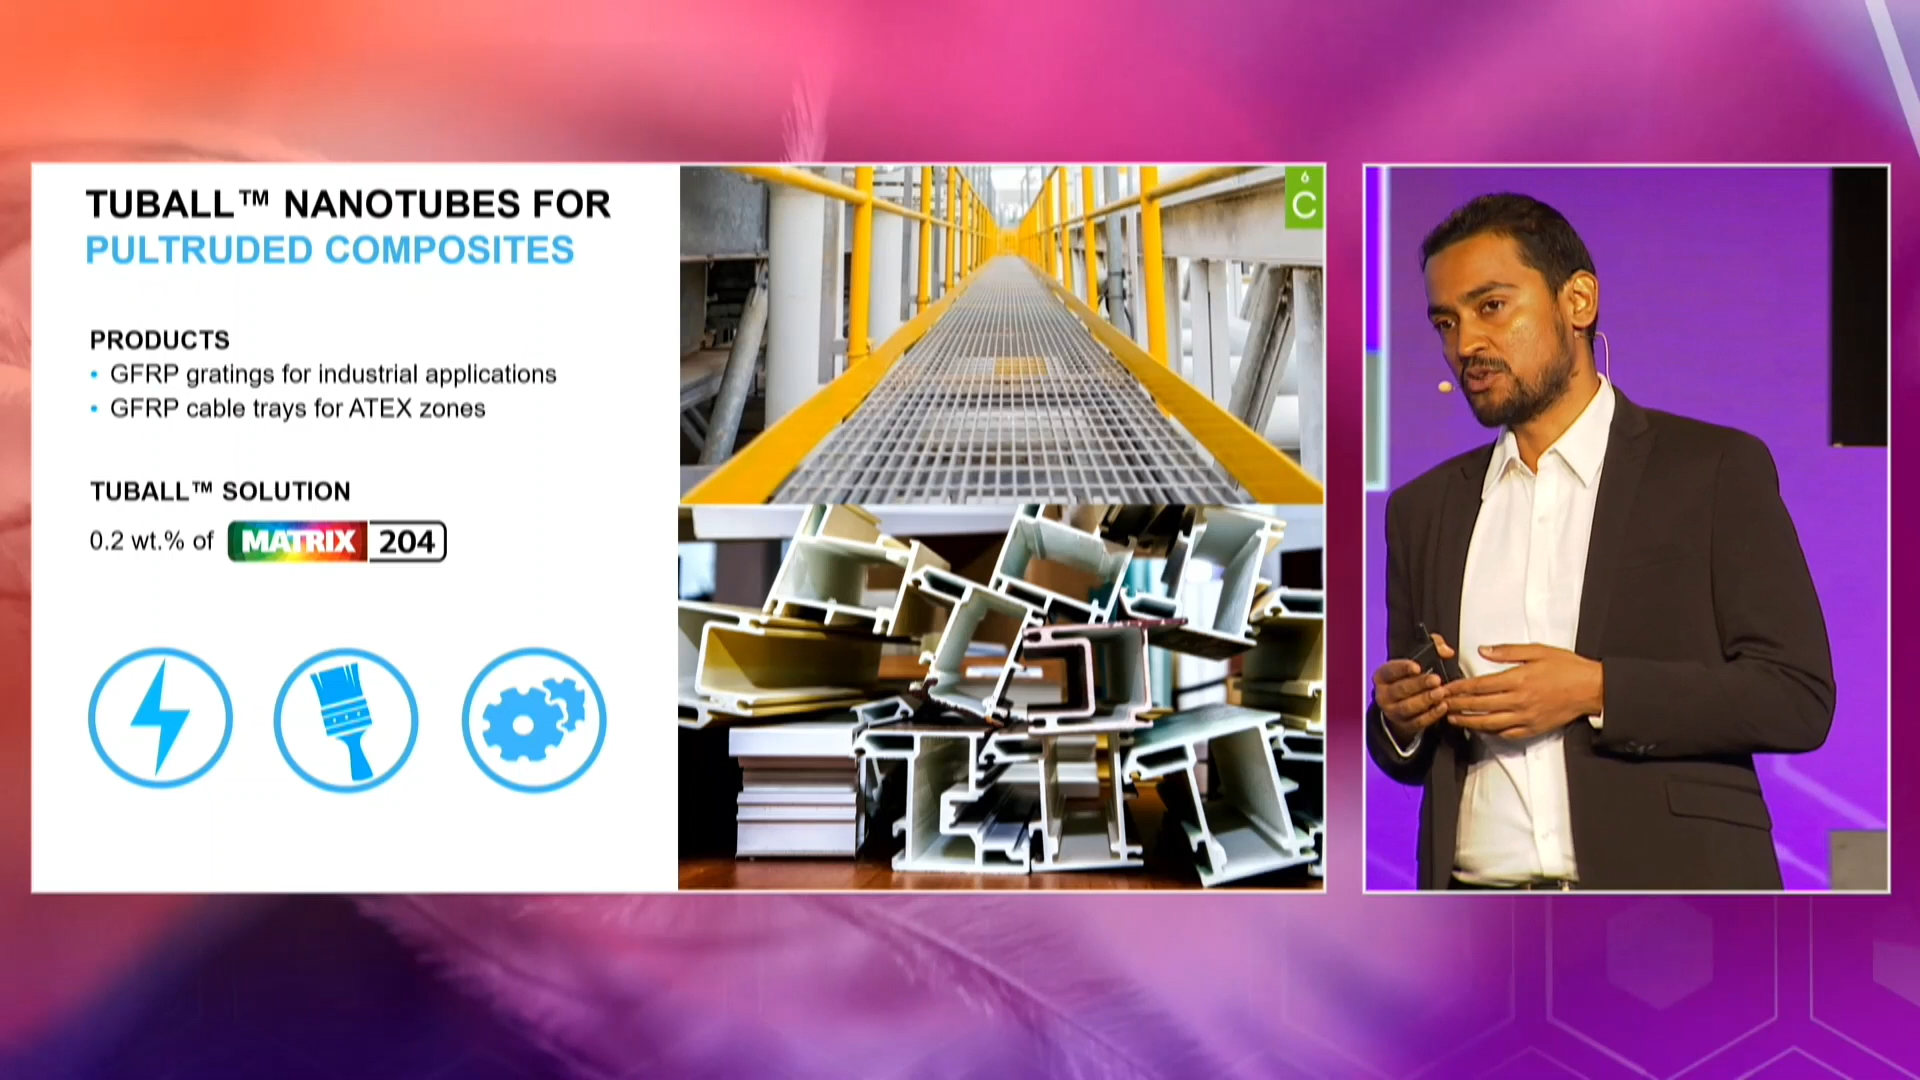 TUBALL™ NANOTUBES FOR
PULTRUDED COMPOSITES
PRODUCTS
• GFRP gratings for industrial applications
• GFRP cable trays for ATEX zones
TUBALL™ SOLUTION
0.2 wt.% of MATRIX 204
6
C